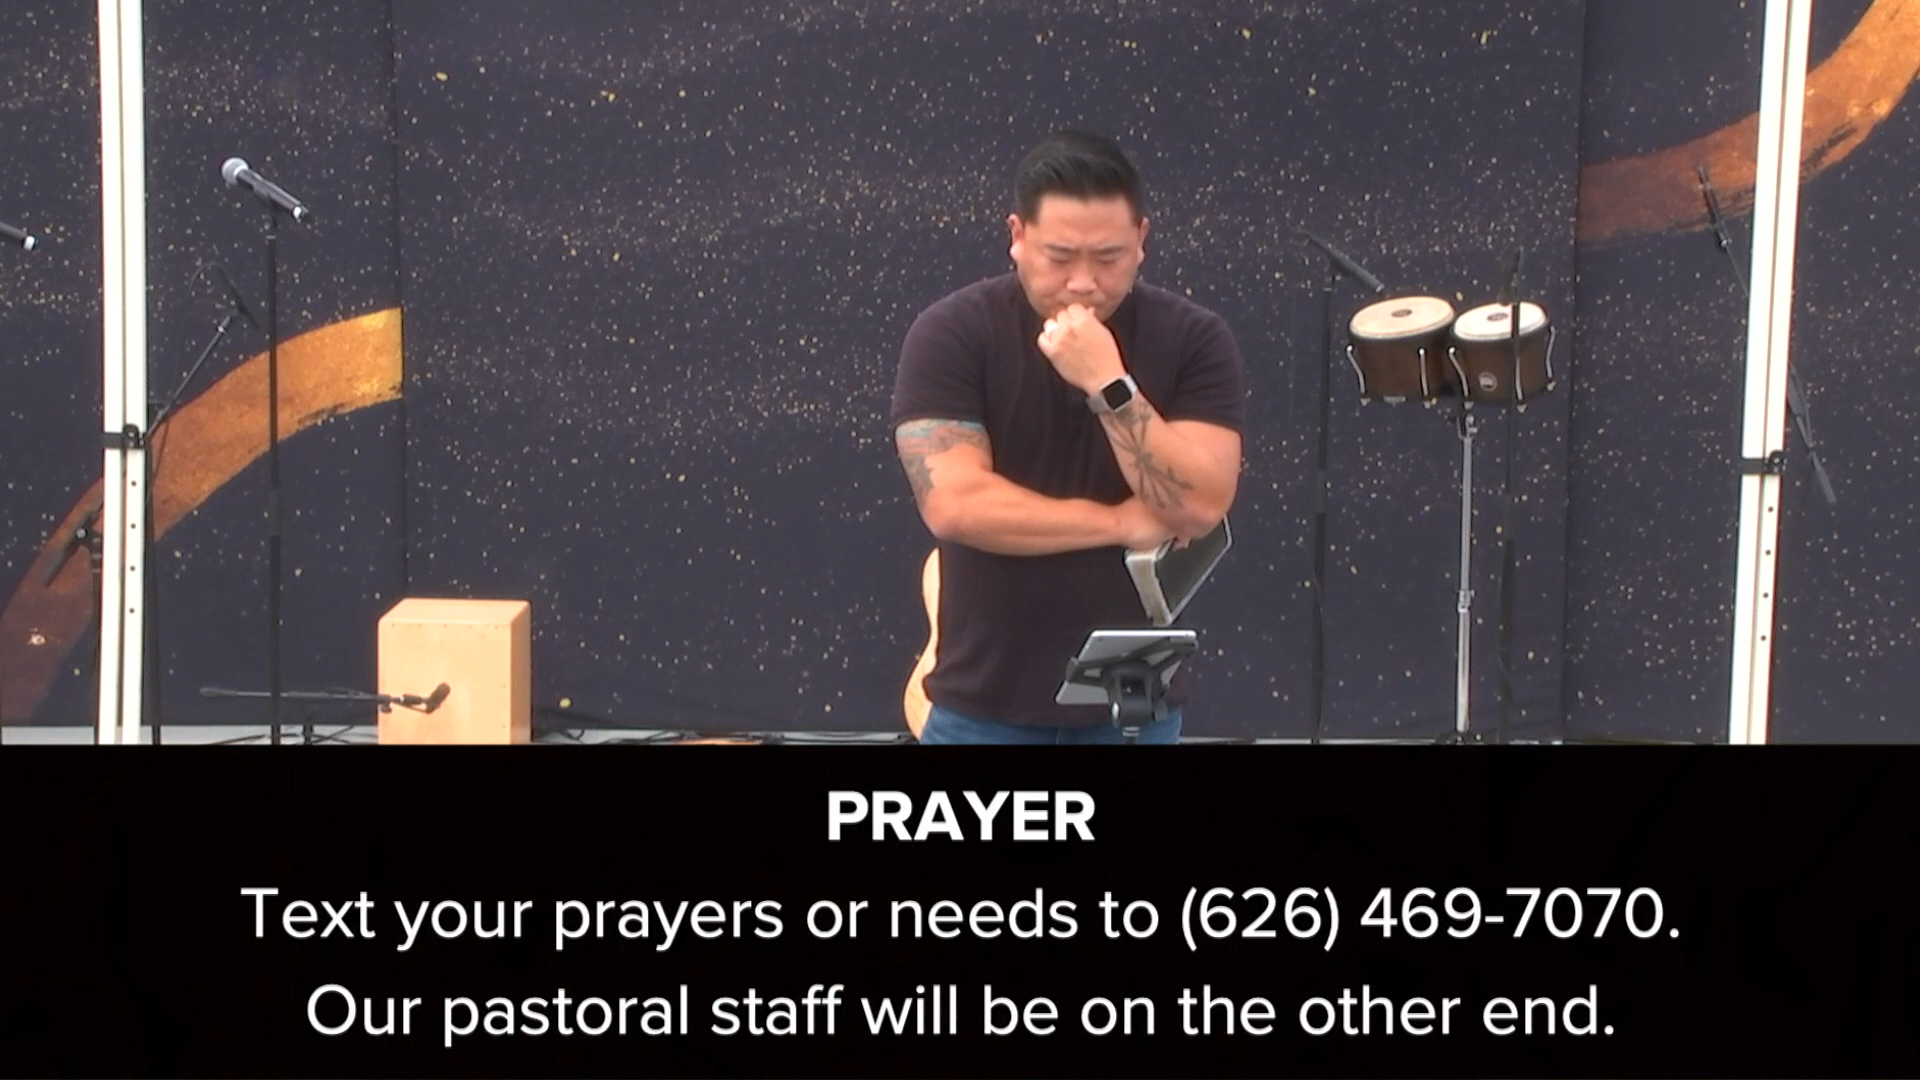 PRAYER
Text your prayers or needs to (626) 469-7070.
Our pastoral staff will be on the other end.